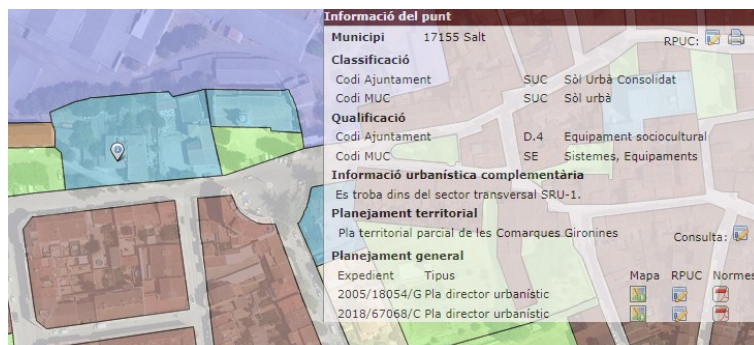 Informació del punt
Municipi 17155 Salt RPUC:
Classificació
Codi Ajuntament SUC Sòl Urbà Consolidat
Codi MUC SUC Sòl urbà
Qualificació
Codi Ajuntament D.4 Equipament sociocultural
Codi MUC SE Sistemes, Equipaments
Informació urbanística complementària
Es troba dins del sector transversal SRU-1.
Planejament territorial
Pla territorial parcial de les Comarques Gironines Consulta:
Planejament general
Expedient Tipus Mapa RPUC Normes
2005/18054/G Pla director urbanístic
2018/67068/C Pla director urbanístic